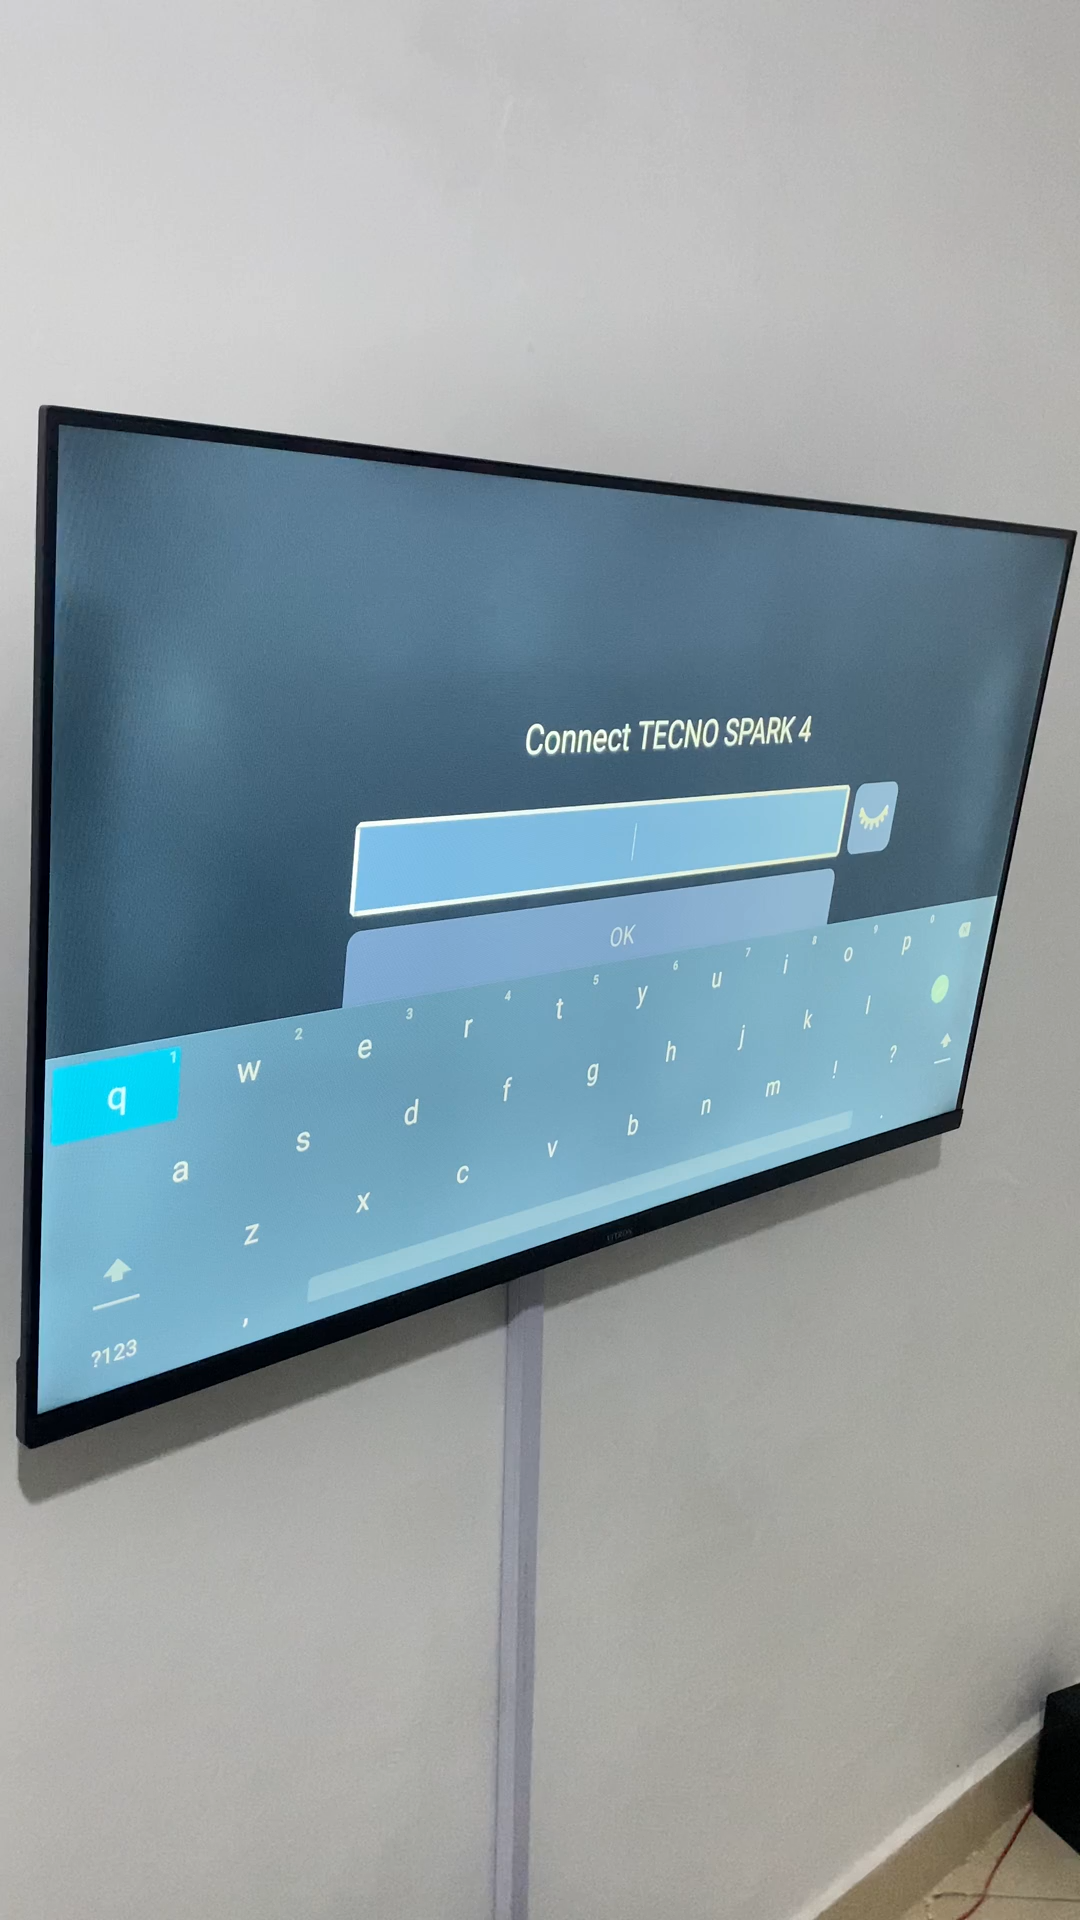 Connect TECNO SPARK 4
OK
q 1 w 2 e 3 r 4 t 5 y 6 u 7 i 8 o 9 p 0
a s d f g h j k l
z x c v b n m ! ?
?123 , .